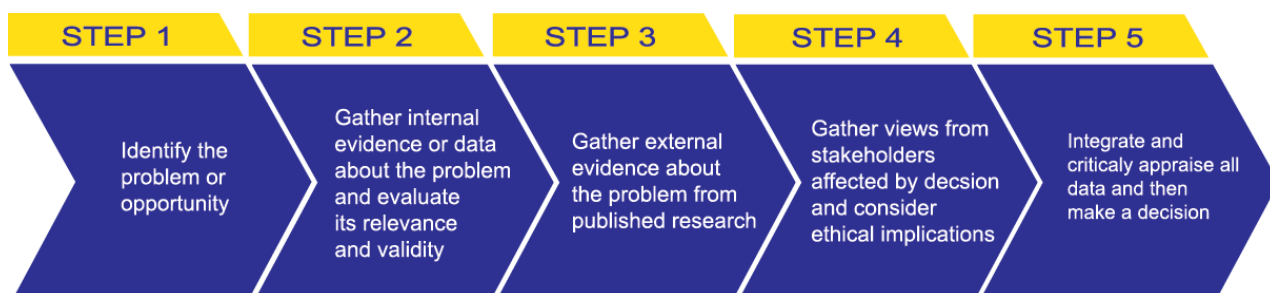 STEP 1
Identify the
problem or
opportunity
STEP 2
Gather internal
evidence or data
about the problem
and evaluate
its relevance
and validity
STEP 3
Gather external
evidence about
the problem from
published research
STEP 4
Gather views from
stakeholders
affected by decsion
and consider
ethical implications
STEP 5
Integrate and
criticaly appraise all
data and then
make a decision